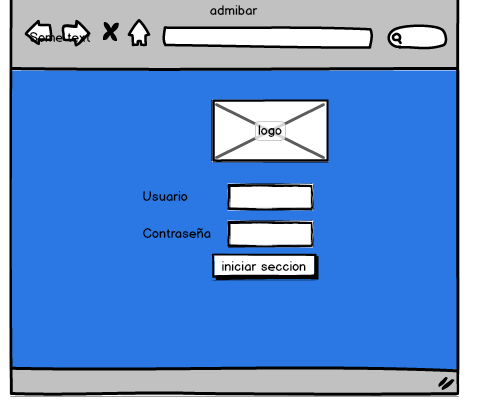 admibar
Some text
logo
Usuario
Contraseña
iniciar seccion